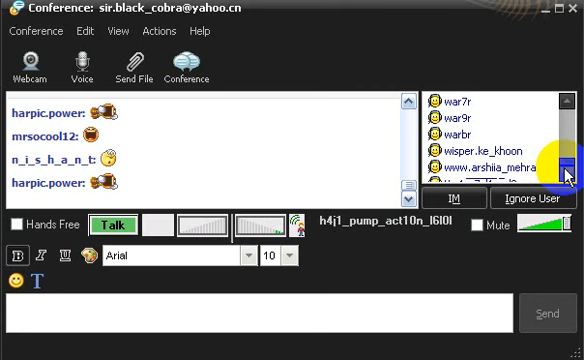 Conference: sir.black_cobra@yahoo.cn
Conference Edit View Actions Help
Webcam Voice Send File Conference
harpic.power:
mrsocool12:
n_i_s_h_a_n_t:
harpic.power:
war7r
war9r
warbr
wisper.ke_khoon
www.arshiia_mehra
IM Ignore User
Hands Free Talk h4j1_pump_act10n_l6l0l Mute
B I U Arial 10
T
Send